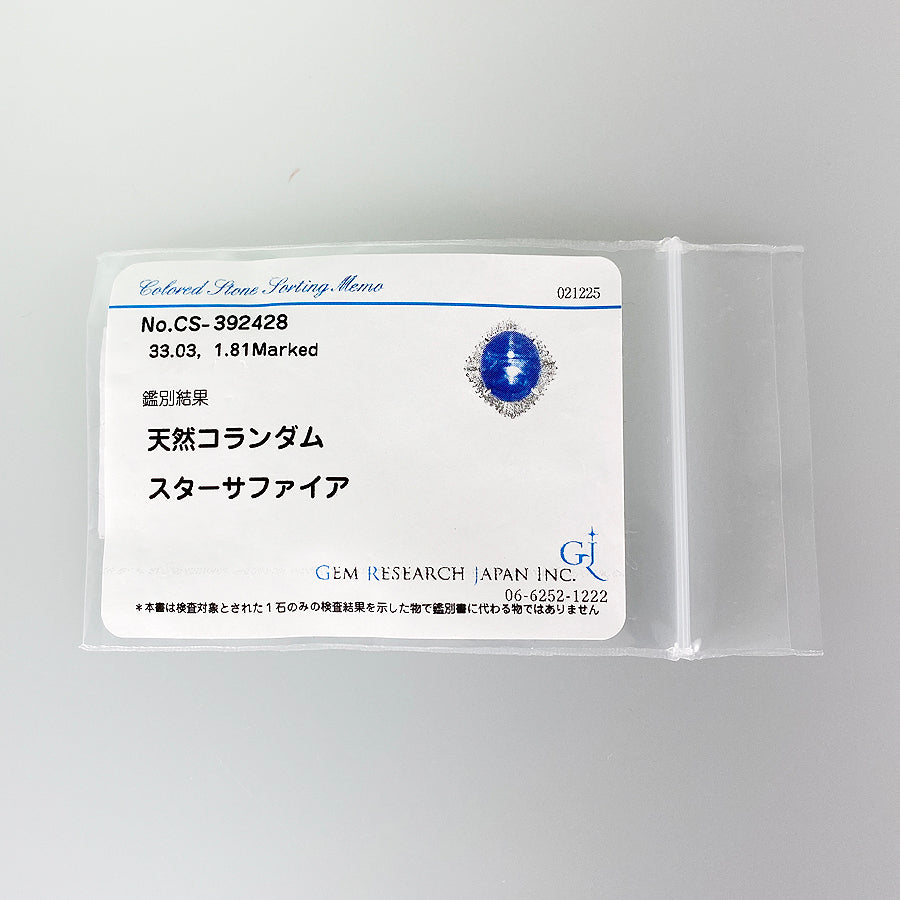 Colored Stone Sorting Memo
021225
No.CS-392428
33.03, 1.81Marked
鑑別結果
天然コランダム
スターサファイア
GJ
GEM RESEARCH JAPAN INC.
06-6252-1222
*本書は検査対象とされた1石のみの検査結果を示した物で鑑別書に代わる物ではありません